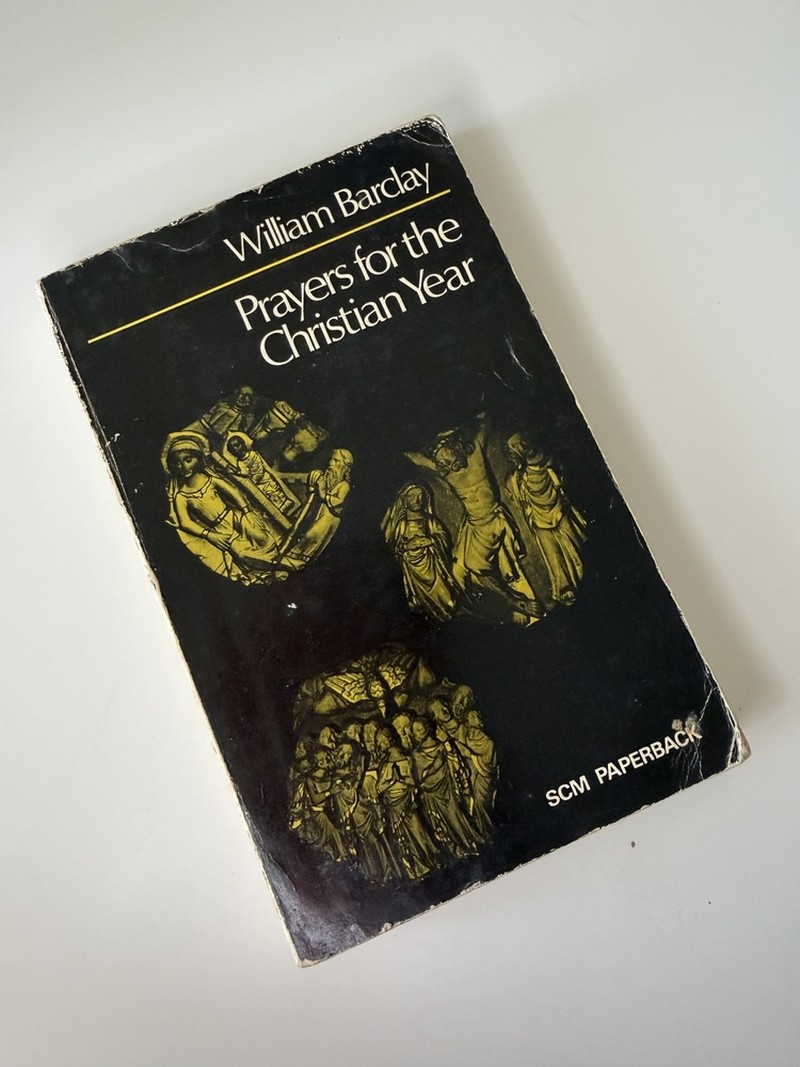 William Barclay
Prayers for the
Christian Year
SCM PAPERBACK